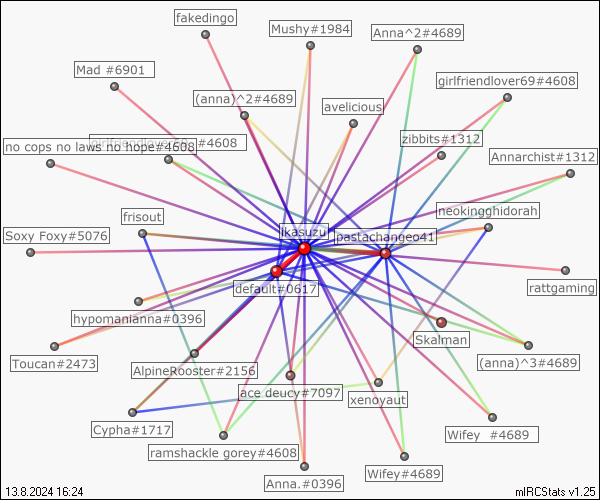 fakedingo
Mushy#1984
Anna^2#4689
Mad #6901
girlfriendlover69#4608
(anna)^2#4689
avelicious
zibbits#1312
girlfriendlover69 #4608
no cops no laws no hope#4608
Annarchist#1312
frisout
neokingghidorah
Soxy Foxy#5076
ikasuzu
pastachangeo41
default#0617
rattgaming
hypomanianna#0396
Skalman
Toucan#2473
(anna)^3#4689
AlpineRooster#2156
ace deucy#7097
xenoyaut
Cypha#1717
Wifey #4689
ramshackle gorey#4608
Wifey#4689
Anna.#0396
13.8.2024 16:24
mIRCStats v1.25